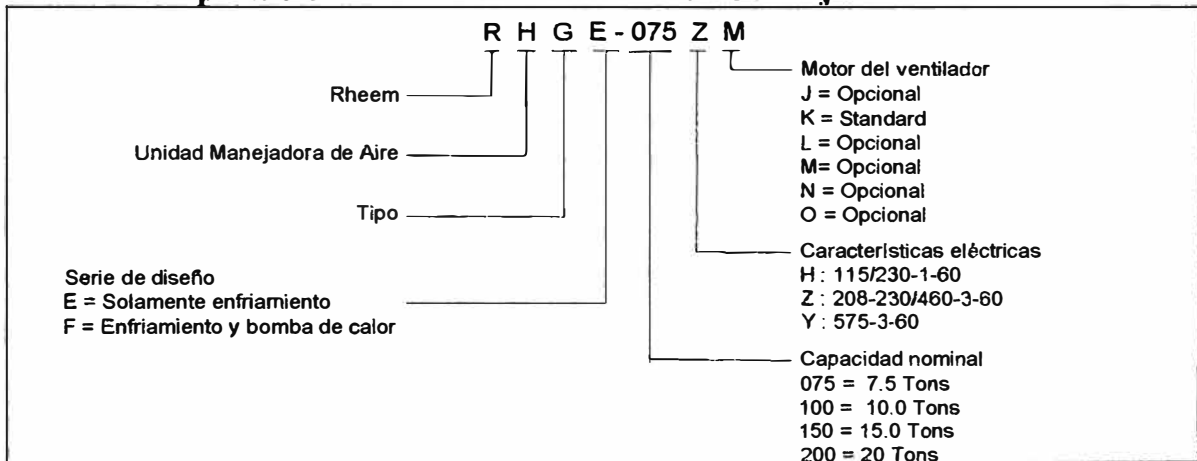 R H G E - 075 Z M
Rheem
Unidad Manejadora de Aire
Tipo
Serie de diseño
E = Solamente enfriamiento
F = Enfriamiento y bomba de calor
Motor del ventilador
J = Opcional
K = Standard
L = Opcional
M= Opcional
N = Opcional
O = Opcional
Características eléctricas
H : 115/230-1-60
Z : 208-230/460-3-60
Y : 575-3-60
Capacidad nominal
075 = 7.5 Tons
100 = 10.0 Tons
150 = 15.0 Tons
200 = 20 Tons